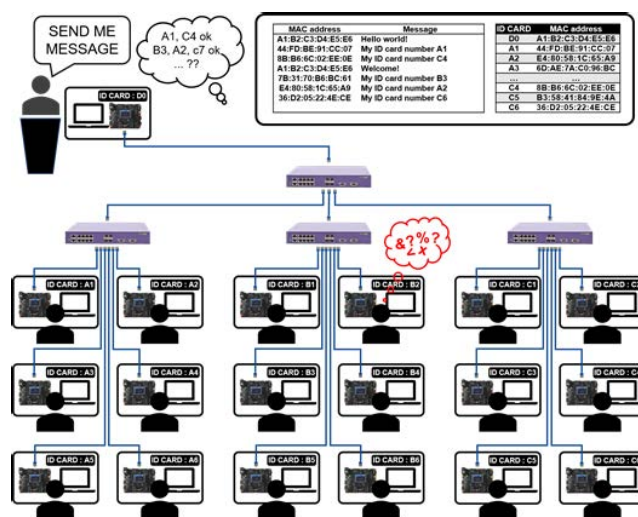 SEND ME
MESSAGE
A1, C4 ok
B3, A2, c7 ok
... ??
ID CARD : D0
MAC address Message
A1:B2:C3:D4:E5:E6 Hello world!
44:FD:BE:91:CC:07 My ID card number A1
8B:B6:6C:02:EE:0E My ID card number C4
A1:B2:C3:D4:E5:E6 Welcome!
7B:31:70:B6:BC:61 My ID card number B3
E4:80:58:1C:65:A9 My ID card number A2
36:D2:05:22:4E:CE My ID card number C6
ID CARD MAC address
D0 A1:B2:C3:D4:E5:E6
A1 44:FD:BE:91:CC:07
A2 E4:80:58:1C:65:A9
A3 6D:AE:7A:C0:96:BC
... ...
C4 8B:B6:6C:02:EE:0E
C5 B3:58:41:84:9E:4A
C6 36:D2:05:22:4E:CE
&?%?
<x
ID CARD : A1 ID CARD : A2 ID CARD : B1 ID CARD : B2 ID CARD : C1 ID CARD : C2
ID CARD : A3 ID CARD : A4 ID CARD : B3 ID CARD : B4 ID CARD : C3 ID CARD : C4
ID CARD : A5 ID CARD : A6 ID CARD : B5 ID CARD : B6 ID CARD : C5 ID CARD : C6